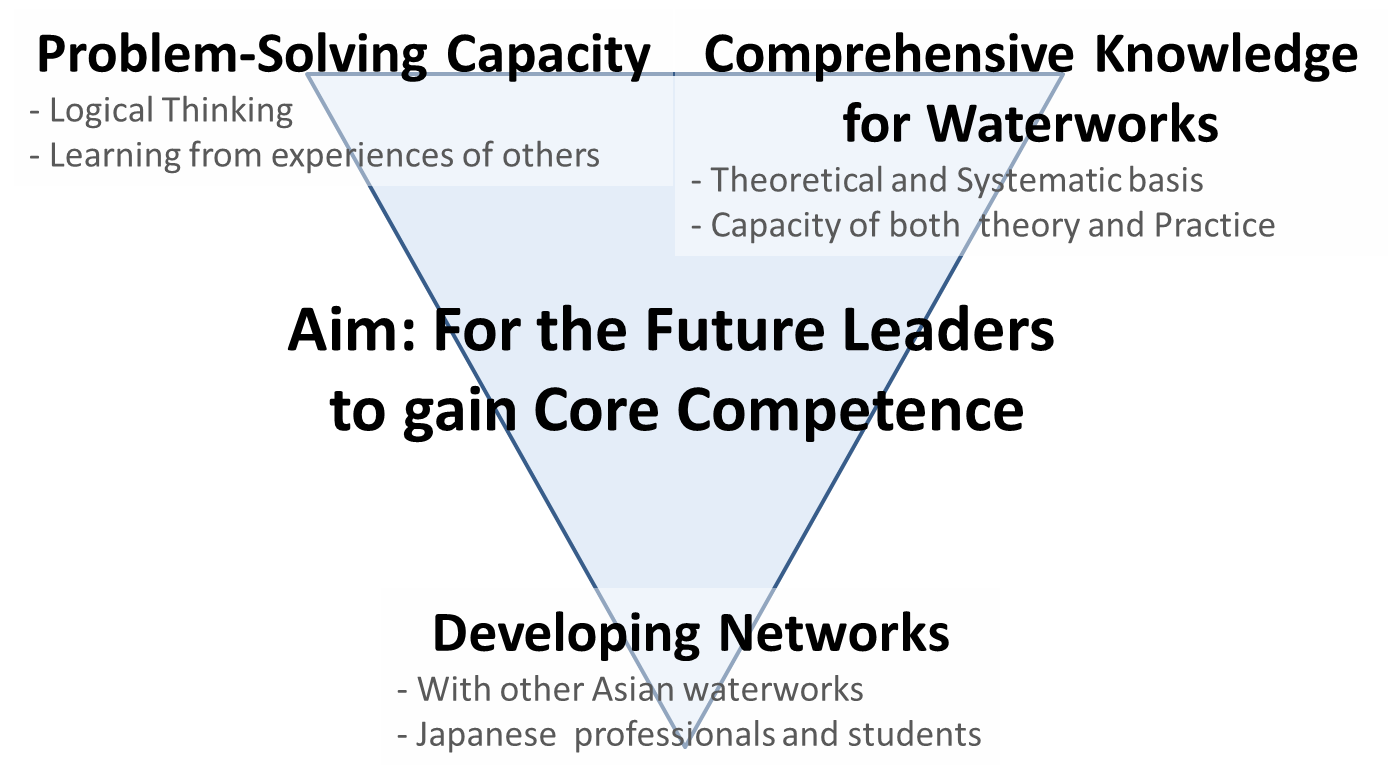 Problem-Solving Capacity
- Logical Thinking
- Learning from experiences of others
Comprehensive Knowledge
for Waterworks
- Theoretical and Systematic basis
- Capacity of both  theory and Practice
Aim: For the Future Leaders
to gain Core Competence
Developing Networks
- With other Asian waterworks
- Japanese  professionals and students